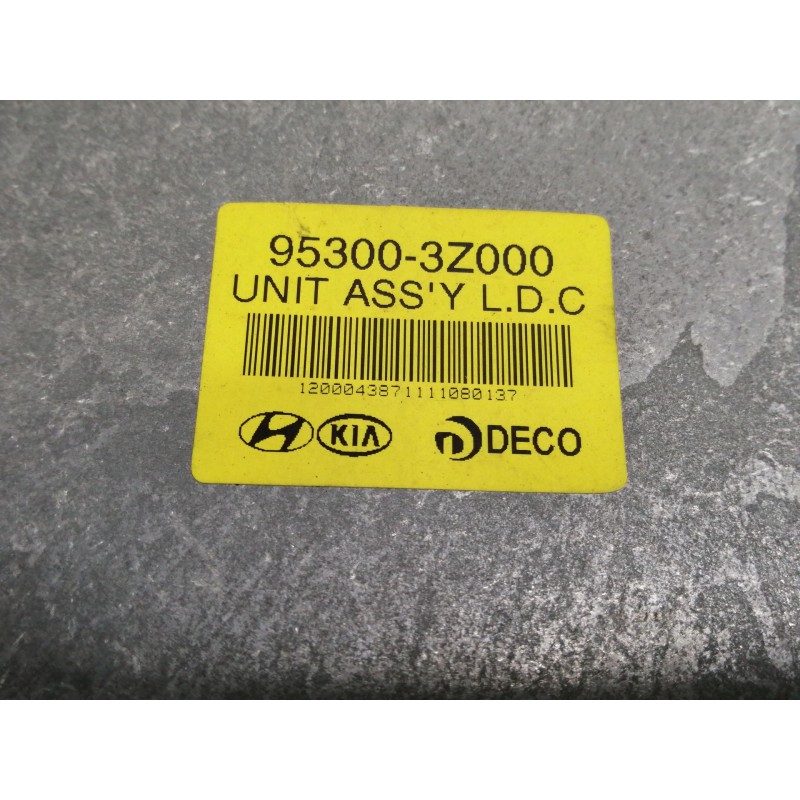 95300-3Z000
UNIT ASS'Y L.D.C
1200043871111080137
KIA DECO